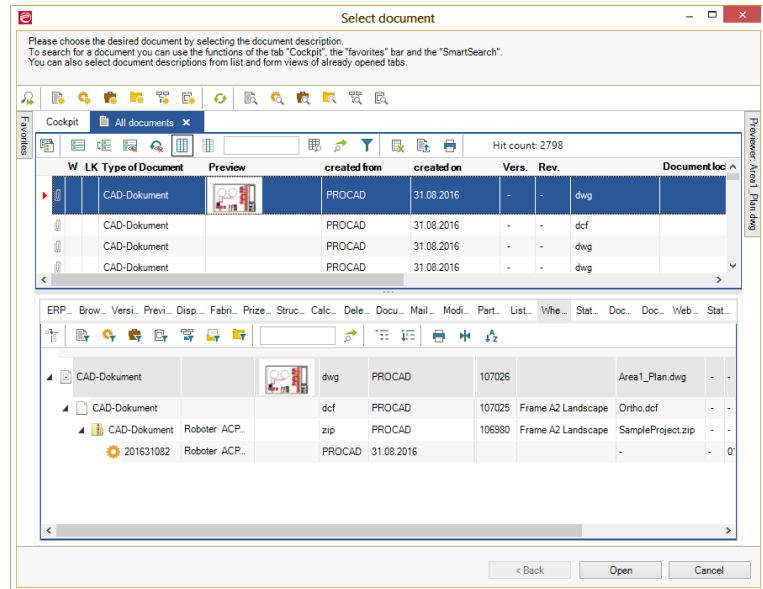 Select document
Please choose the desired document by selecting the document description.
To search for a document you can use the functions of the tab "Cockpit", the "favorites" bar and the "SmartSearch".
You can also select document descriptions from list and form views of already opened tabs.
Favorites
Cockpit All documents
Previewer: Area1_Plan.dwg
Hit count: 2798
W LK Type of Document Preview created from created on Vers. Rev. Document loc
CAD-Dokument PROCAD 31.08.2016 - - dwg
CAD-Dokument PROCAD 31.08.2016 - - dcf
CAD-Dokument PROCAD 31.08.2016 - - dwg
CAD-Dokument PROCAD 31.08.2016 - - dwg
ERP... Brow... Versi... Previ... Disp... Fabri... Prize... Struc... Calc... Dele... Docu... Mail... Modi... Part... List... Whe... Stat... Doc... Doc... Web... Stat...
CAD-Dokument dwg PROCAD 107026 Area1_Plan.dwg - -
CAD-Dokument dcf PROCAD 107025 Frame A2 Landscape Ortho.dcf - -
CAD-Dokument Roboter ACP... zip PROCAD 106980 Frame A2 Landscape SampleProject.zip - -
201631082 Roboter ACP... PROCAD 31.08.2016 - - 01
< Back Open Cancel